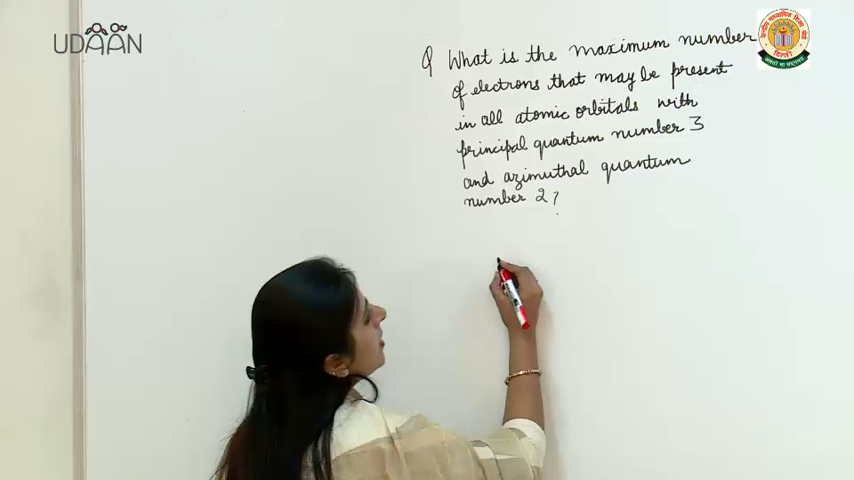 UDAAN
Q What is the maximum number
of electrons that may be present
in all atomic orbitals with
principal quantum number 3
and azimuthal quantum
number 2?